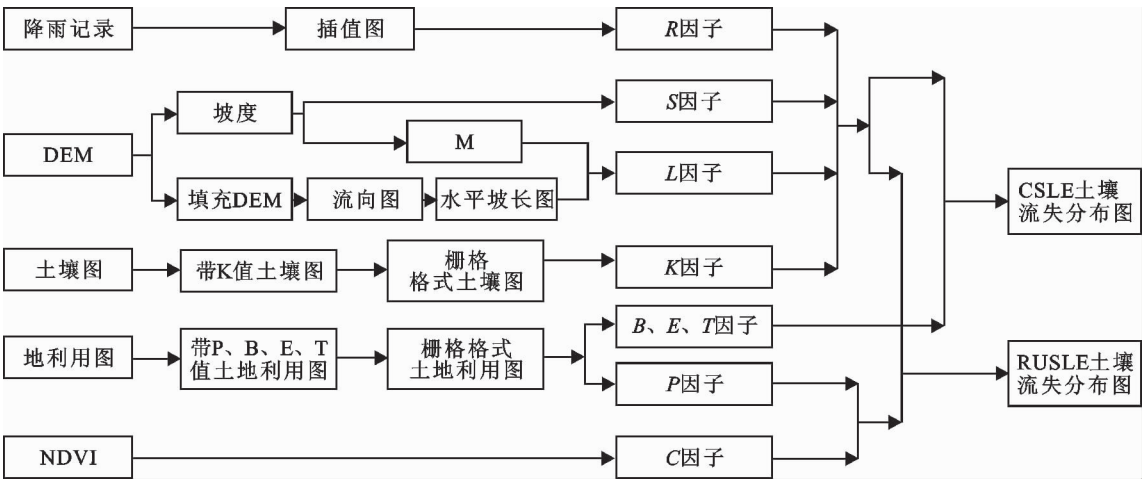 降雨记录
插值图
R因子
坡度
S因子
DEM
M
填充DEM
流向图
水平坡长图
L因子
CSLE土壤
流失分布图
土壤图
带K值土壤图
栅格
格式土壤图
K因子
B、E、T因子
地利用图
带P、B、E、T
值土地利用图
栅格格式
土地利用图
P因子
RUSLE土壤
流失分布图
NDVI
C因子